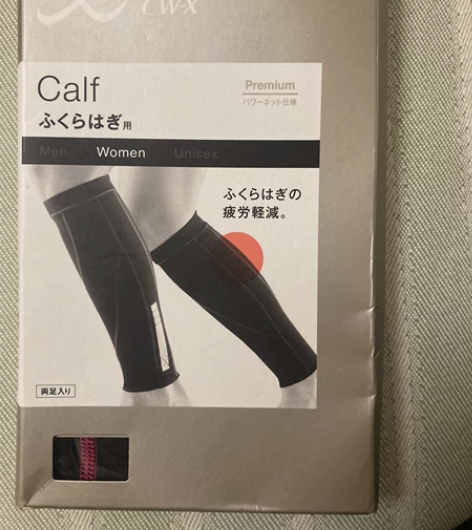 CW-X
Calf
Premium
パワーネット仕様
ふくらはぎ用
Men Women Unisex
ふくらはぎの
疲労軽減。
両足入り